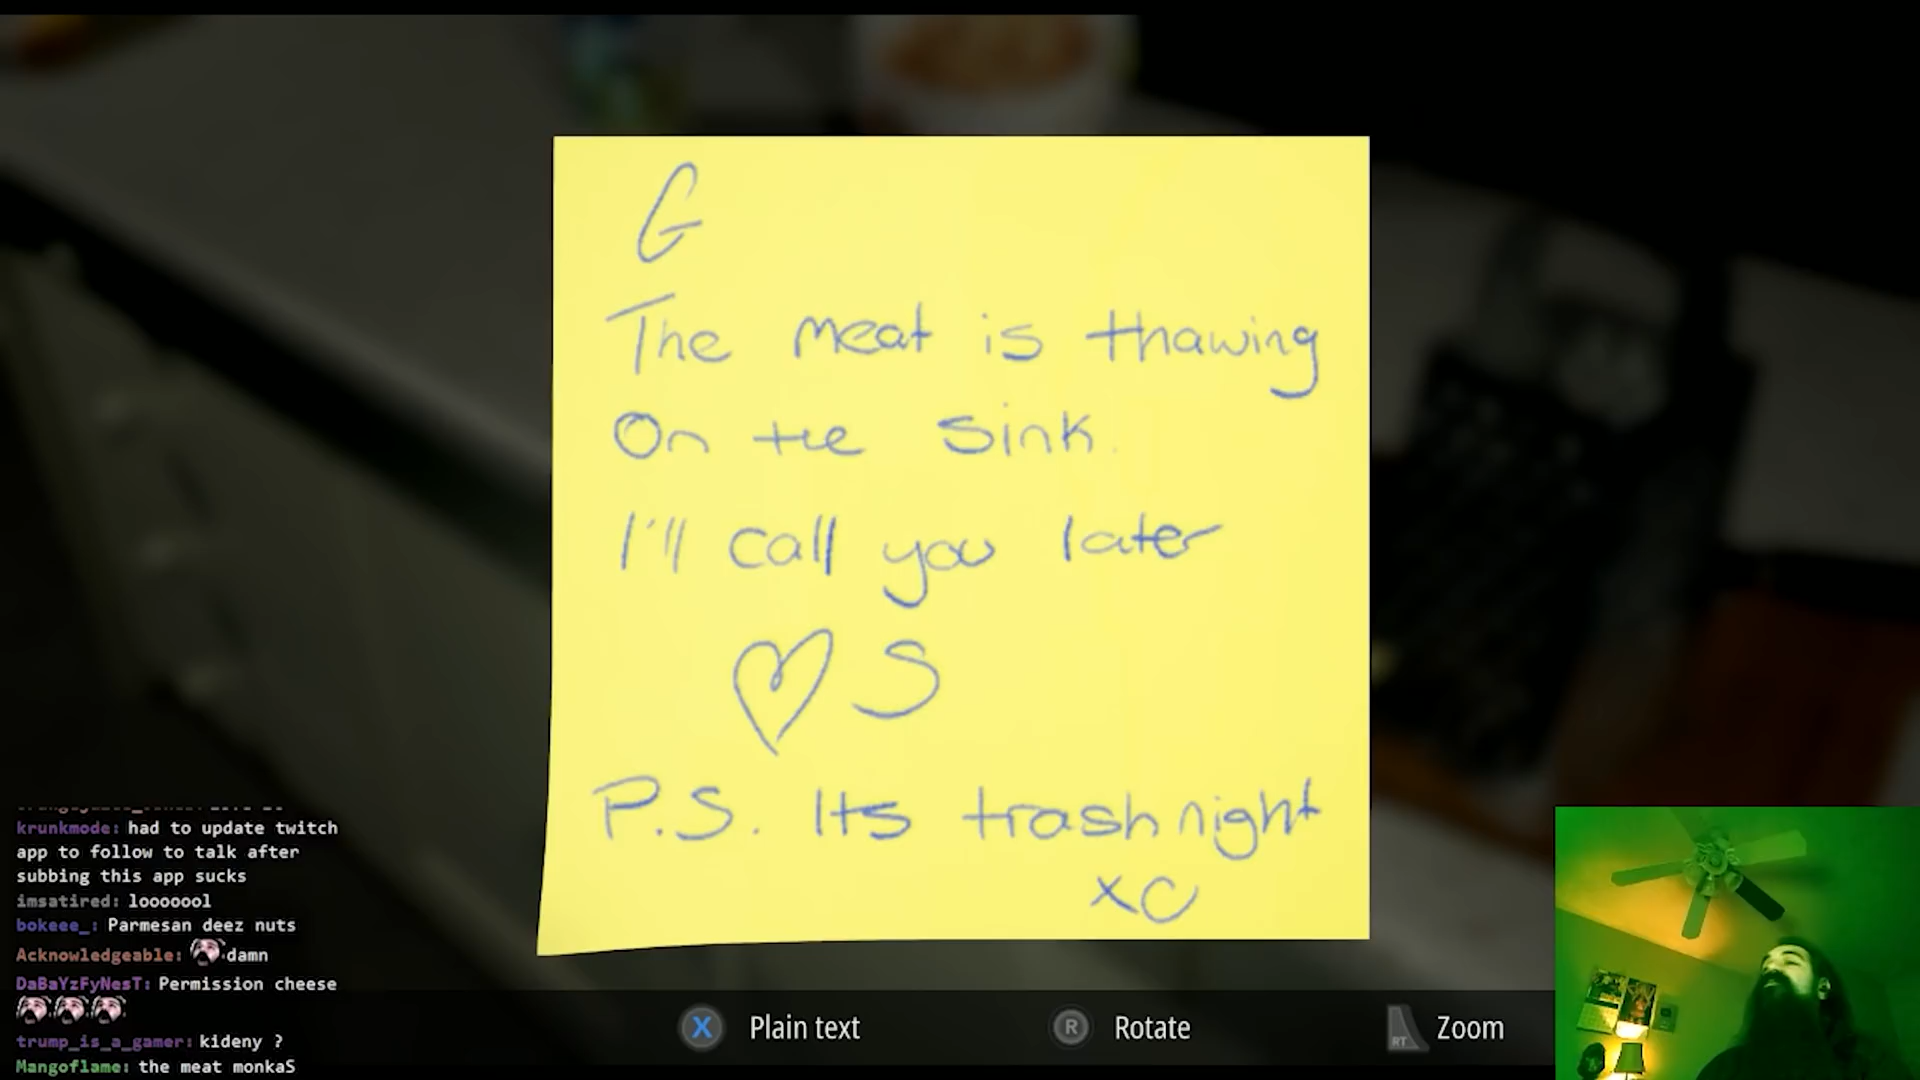 G
The meat is thawing
On the sink.
I'll call you later
♡ S
P.S. Its trash night
xO
krunkmode: had to update twitch
app to follow to talk after
subbing this app sucks
imsatired: looooool
bokeee_: Parmesan deez nuts
Acknowledgeable: damn
DaBaYzFyNesT: Permission cheese
trump_is_a_gamer: kideny ?
Mangoflame: the meat monkaS
X Plain text
R Rotate
RT Zoom